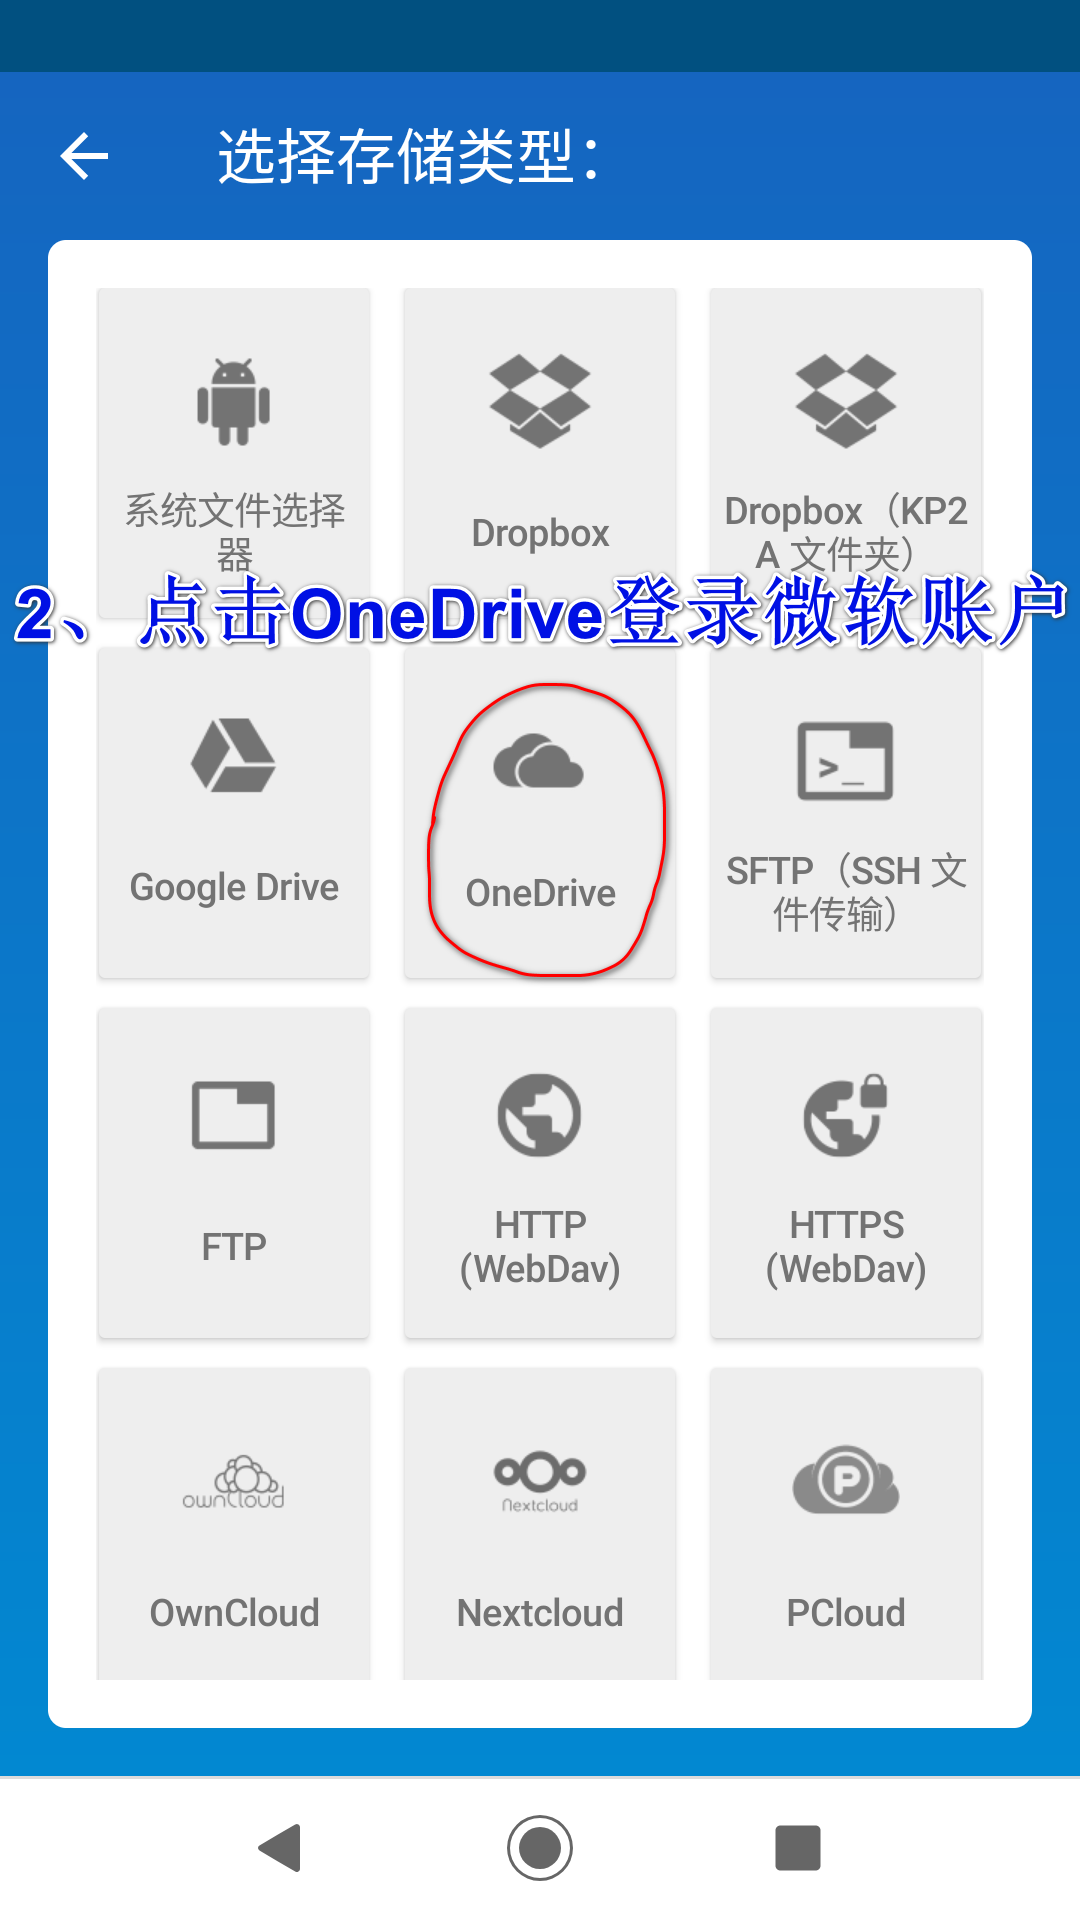 选择存储类型：
系统文件选择
器
Dropbox
Dropbox（KP2
A 文件夹）
2、点击OneDrive登录微软账户
Google Drive
OneDrive
>_
SFTP（SSH 文
件传输）
FTP
HTTP
(WebDav)
HTTPS
(WebDav)
ownCloud
OwnCloud
Nextcloud
Nextcloud
P
PCloud